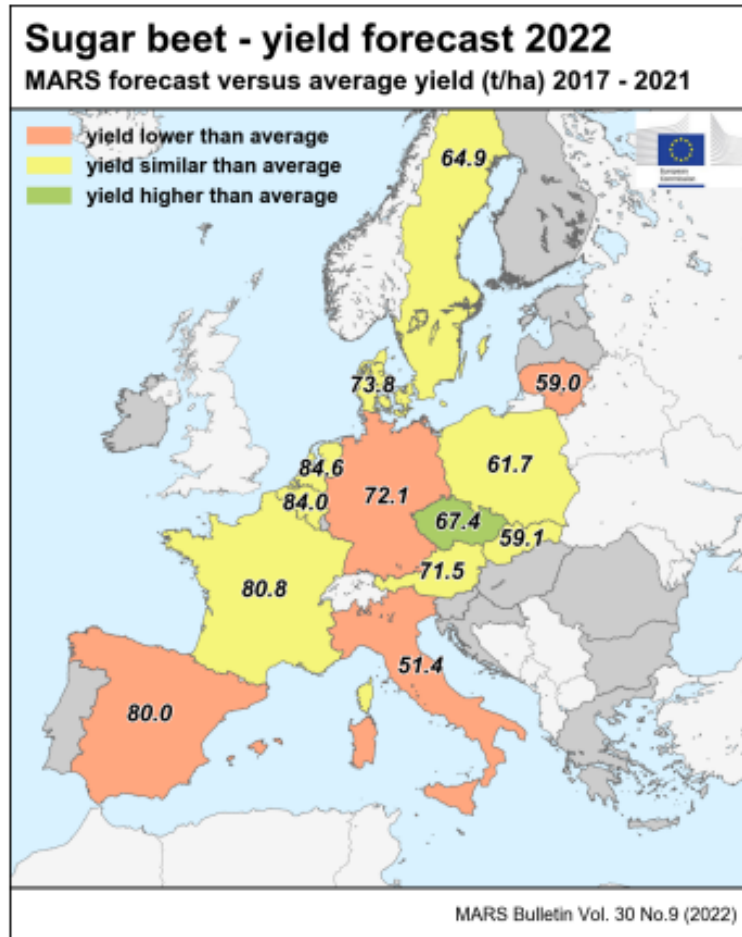 Sugar beet - yield forecast 2022
MARS forecast versus average yield (t/ha) 2017 - 2021
yield lower than average
yield similar than average
yield higher than average
European
Commission
64.9
73.8
59.0
84.6
84.0
72.1
61.7
67.4
59.1
71.5
80.8
51.4
80.0
MARS Bulletin Vol. 30 No.9 (2022)